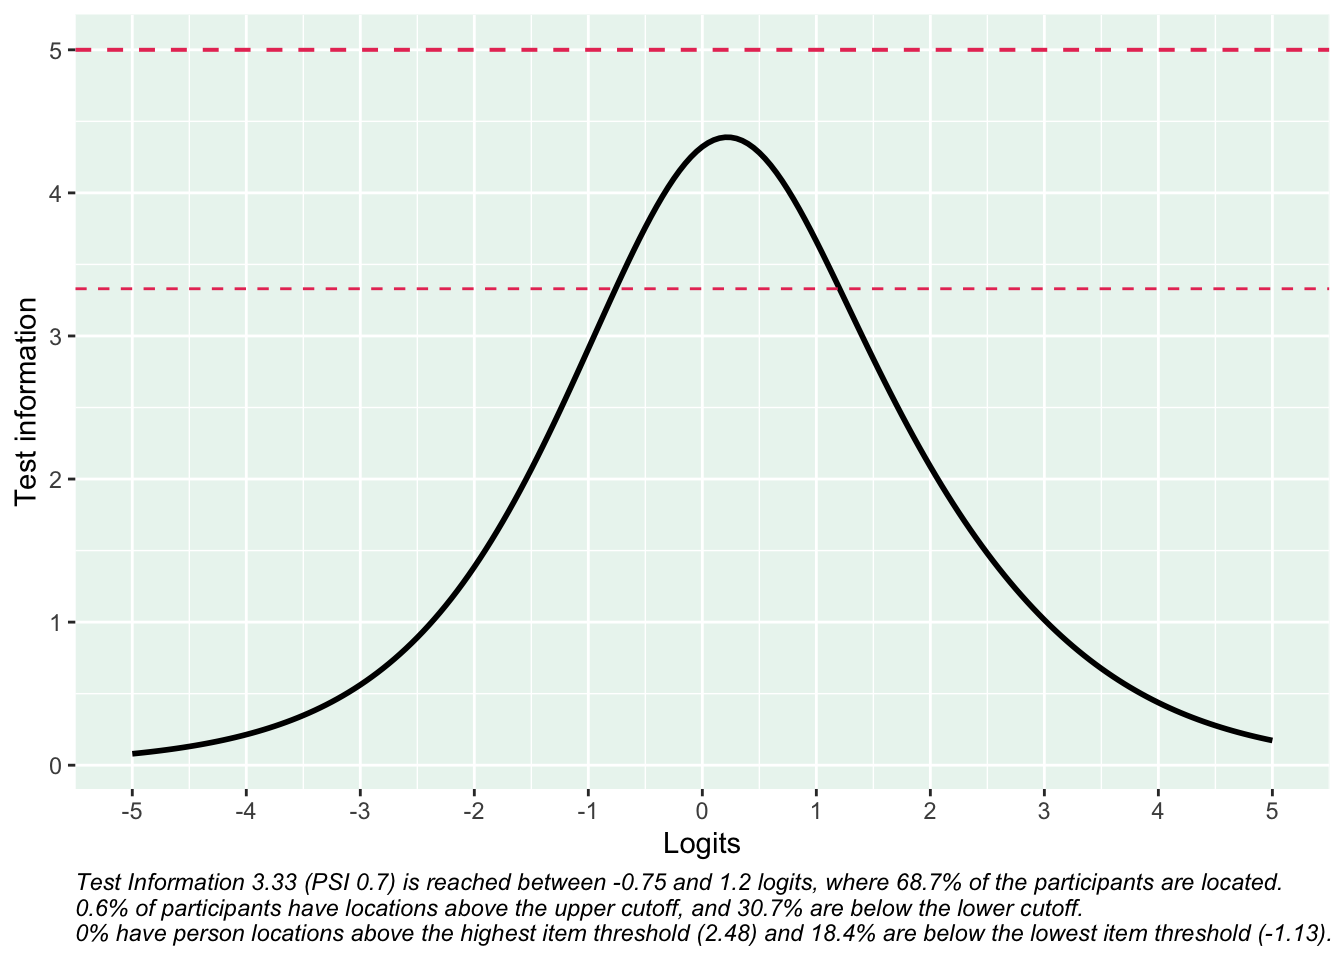 5
4
3
2
1
0
Test information
-5 -4 -3 -2 -1 0 1 2 3 4 5
Logits
Test Information 3.33 (PSI 0.7) is reached between -0.75 and 1.2 logits, where 68.7% of the participants are located.
0.6% of participants have locations above the upper cutoff, and 30.7% are below the lower cutoff.
0% have person locations above the highest item threshold (2.48) and 18.4% are below the lowest item threshold (-1.13).